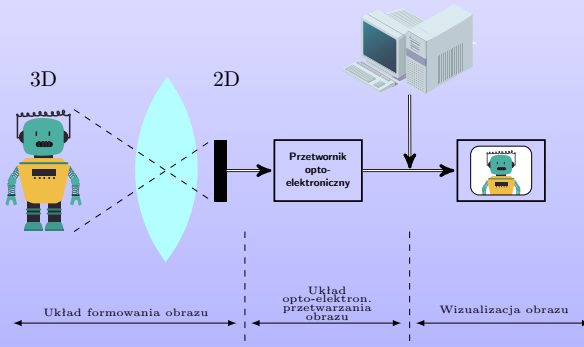 3D
2D
Przetwornik
opto-
elektroniczny
Układ formowania obrazu
Układ
opto-elektron.
przetwarzania
obrazu
Wizualizacja obrazu